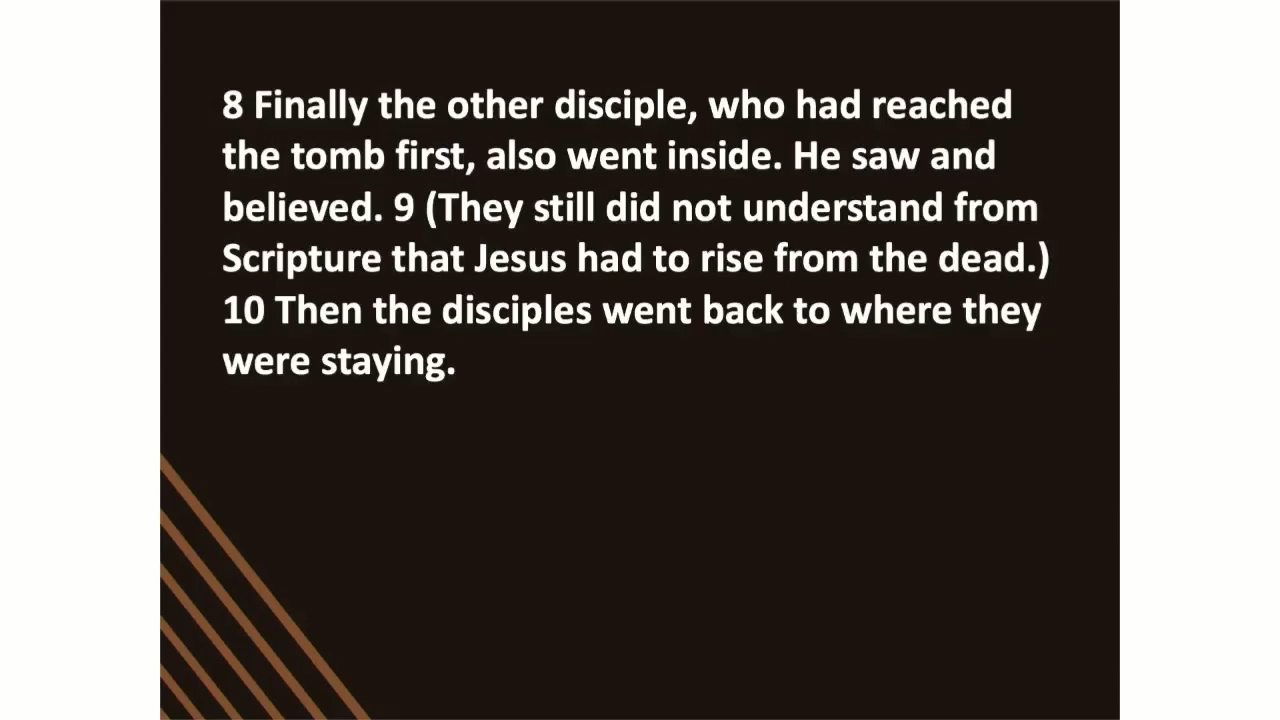 8 Finally the other disciple, who had reached
the tomb first, also went inside. He saw and
believed. 9 (They still did not understand from
Scripture that Jesus had to rise from the dead.)
10 Then the disciples went back to where they
were staying.